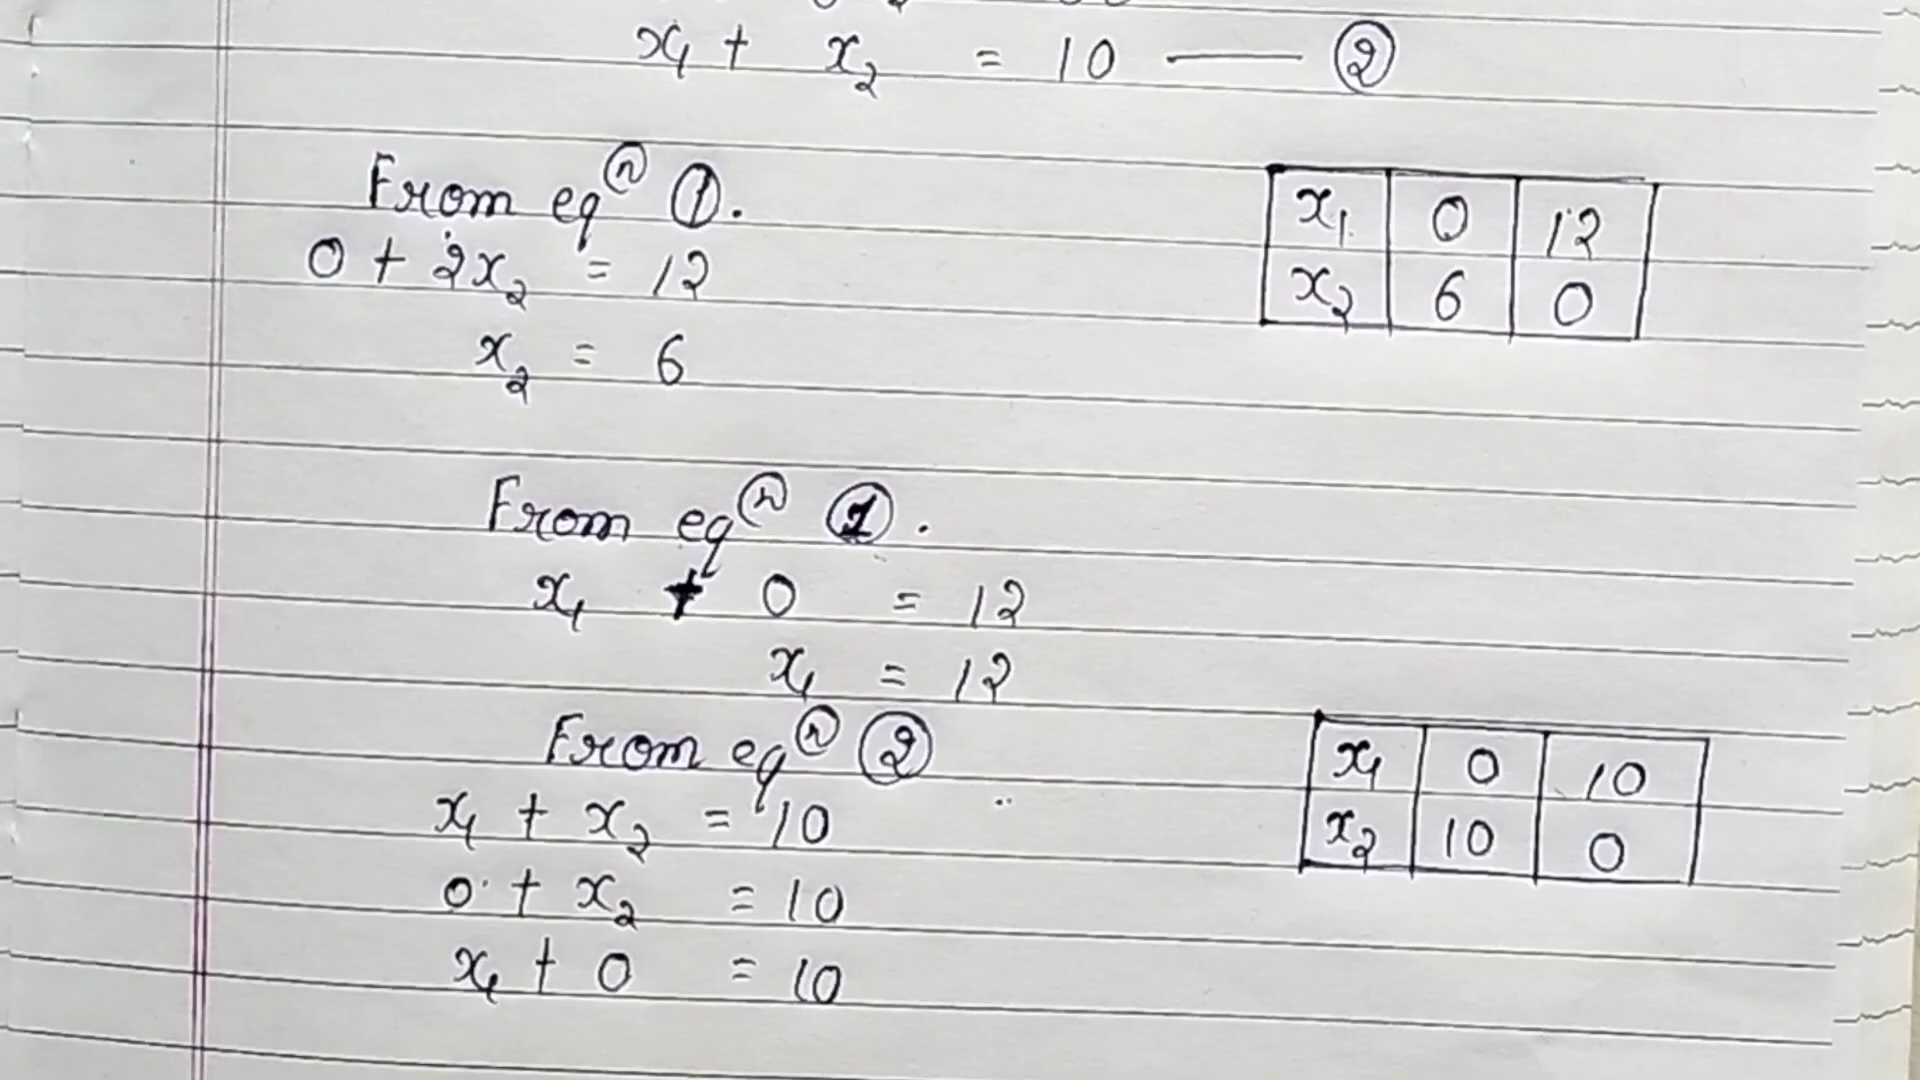 x₁ + x₂ = 10 —— ②
From eqⁿ ①.
0 + 2x₂ = 12
x₂ = 6
x₁ 0 12
x₂ 6 0
From eqⁿ ①.
x₁ + 0 = 12
x₁ = 12
From eqⁿ ②
x₁ + x₂ = 10
0 + x₂ = 10
x₁ + 0 = 10
x₁ 0 10
x₂ 10 0